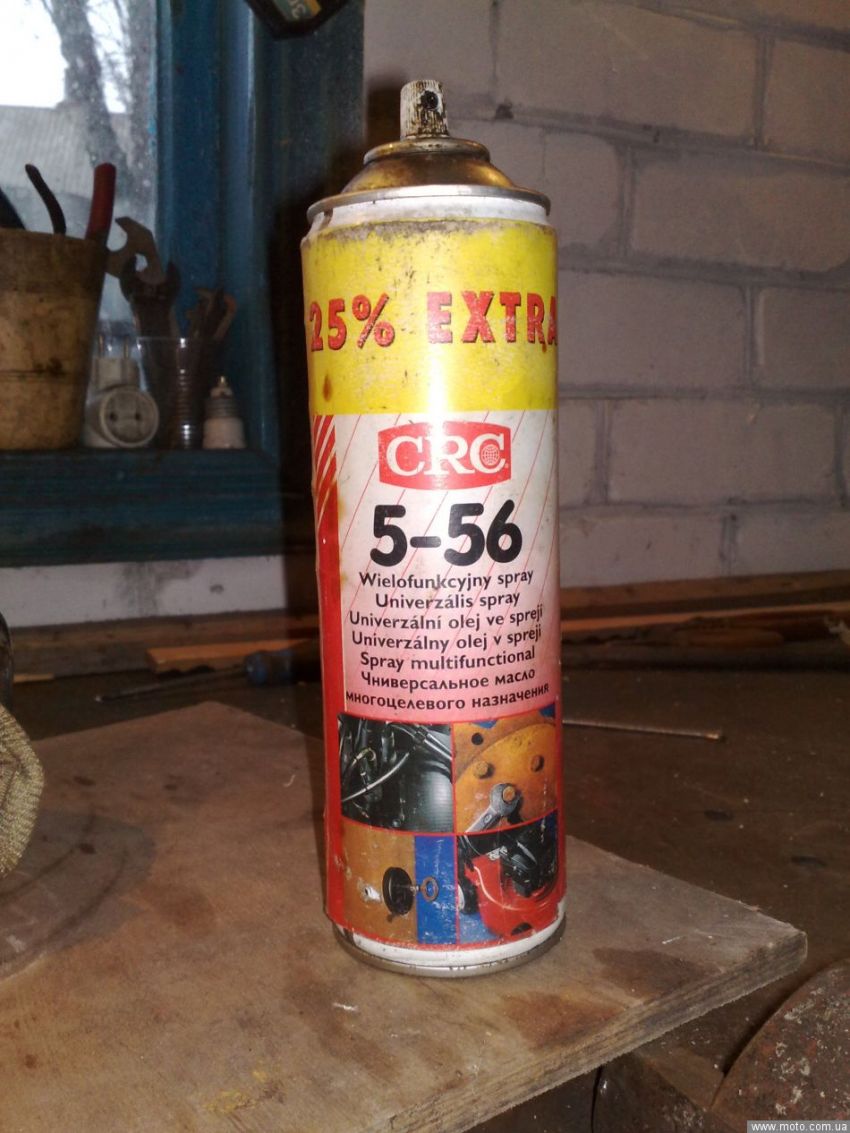 25% EXTRA
CRC
5-56
Wielofunkcyjny spray
Univerzális spray
Univerzální olej ve spreji
Univerzálny olej v spreji
Spray multifunctional
Универсальное масло
многоцелевого назначения
www.moto.com.ua